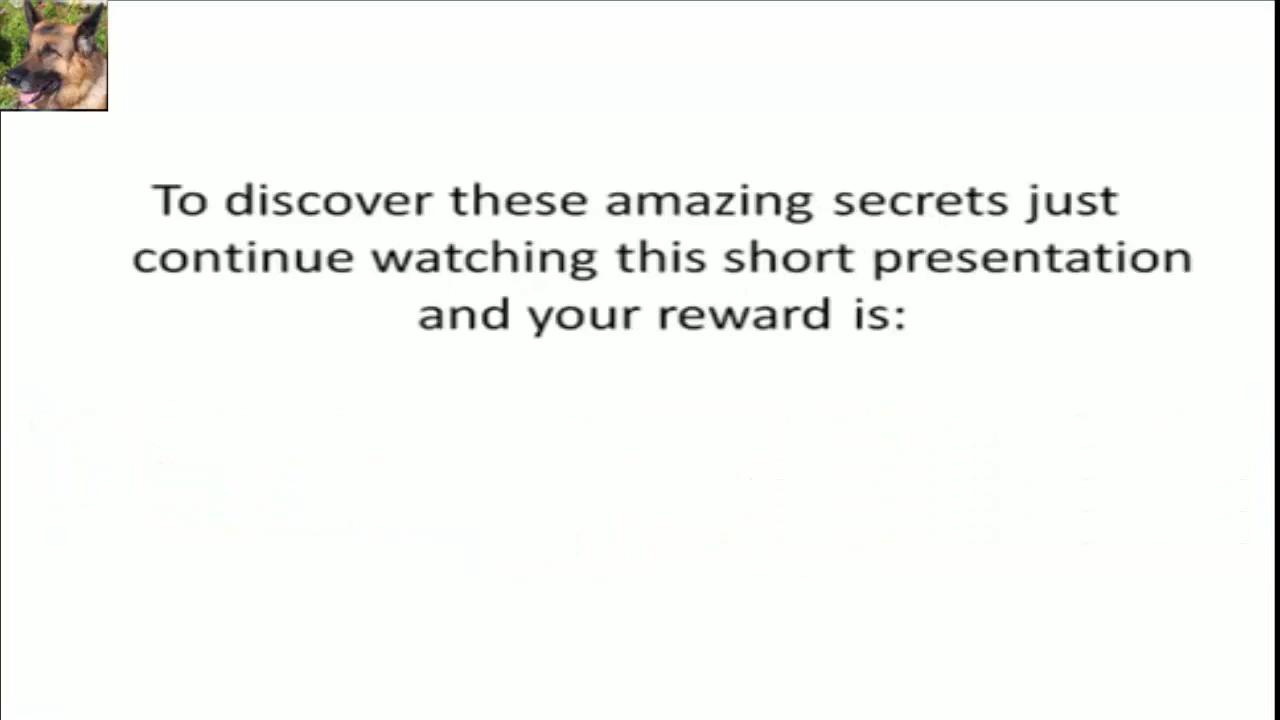 To discover these amazing secrets just
continue watching this short presentation
and your reward is: